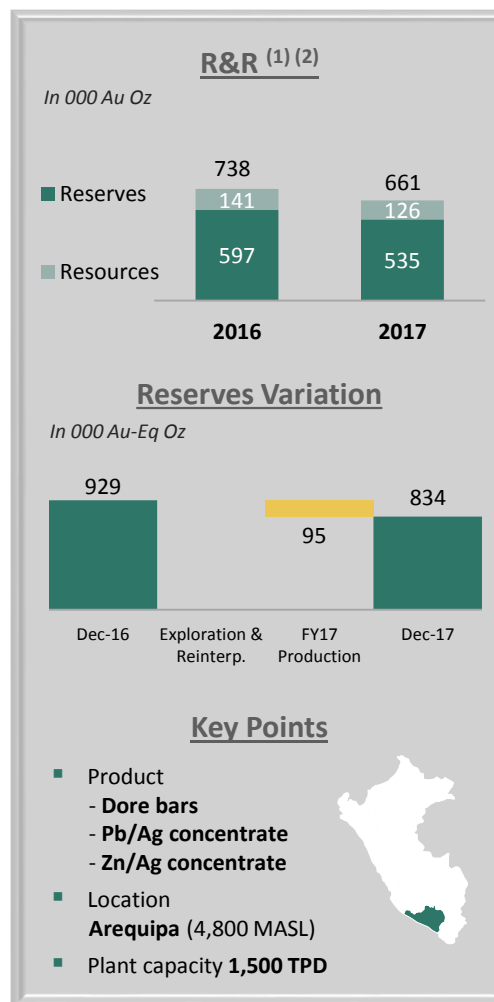 R&R (1) (2)
In 000 Au Oz
Reserves
Resources
738
141
597
661
126
535
2016
2017
Reserves Variation
In 000 Au-Eq Oz
929
95
834
Dec-16
Exploration &
Reinterp.
FY17
Production
Dec-17
Key Points
▪ Product
- Dore bars
- Pb/Ag concentrate
- Zn/Ag concentrate
▪ Location
Arequipa (4,800 MASL)
▪ Plant capacity 1,500 TPD